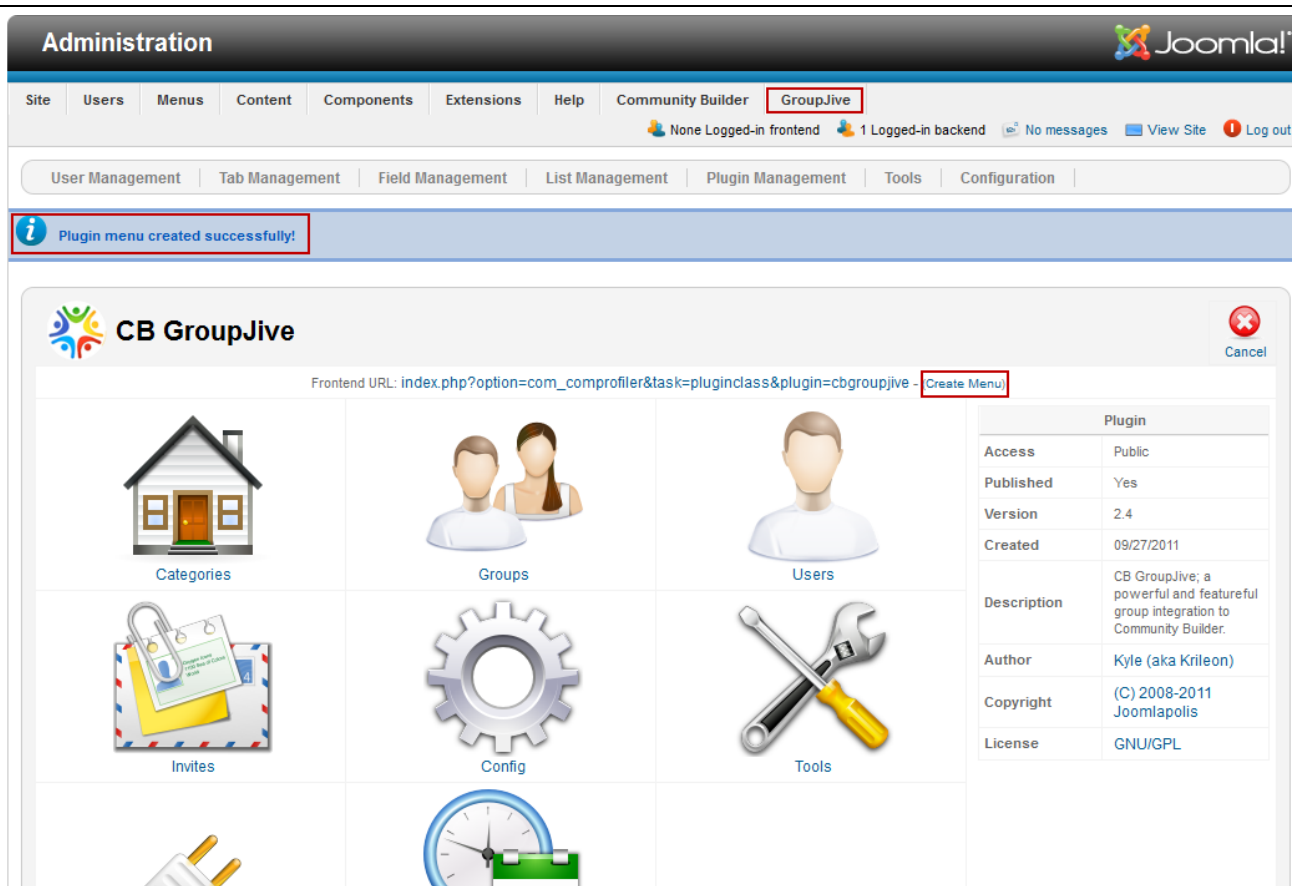 Administration
Joomla!
Site Users Menus Content Components Extensions Help Community Builder GroupJive
None Logged-in frontend 1 Logged-in backend No messages View Site Log out
User Management Tab Management Field Management List Management Plugin Management Tools Configuration
Plugin menu created successfully!
CB GroupJive
Cancel
Frontend URL: index.php?option=com_comprofiler&task=pluginclass&plugin=cbgroupjive - (Create Menu)
Categories
Groups
Users
Invites
Config
Tools
Plugin
Access Public
Published Yes
Version 2.4
Created 09/27/2011
Description CB GroupJive; a
powerful and featureful
group integration to
Community Builder.
Author Kyle (aka Krileon)
Copyright (C) 2008-2011
Joomlapolis
License GNU/GPL